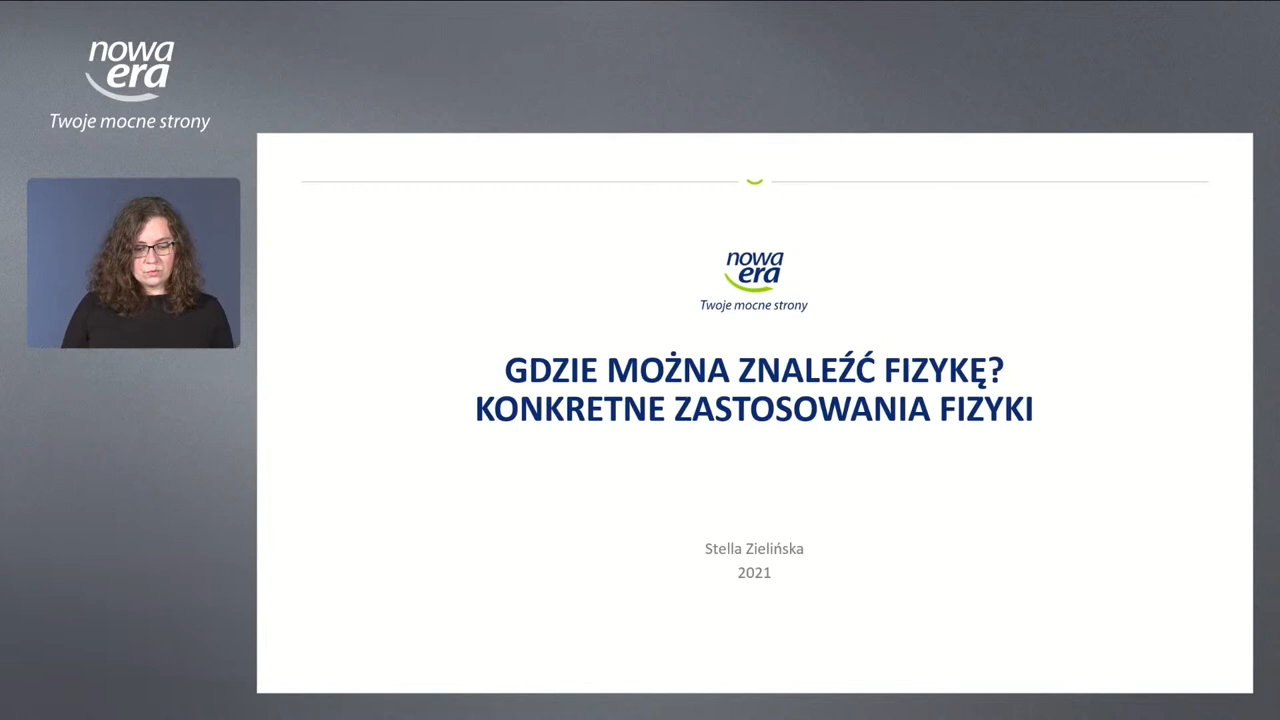 nowa
era
Twoje mocne strony
nowa
era
Twoje mocne strony
GDZIE MOŻNA ZNALEŹĆ FIZYKĘ?
KONKRETNE ZASTOSOWANIA FIZYKI
Stella Zielińska
2021